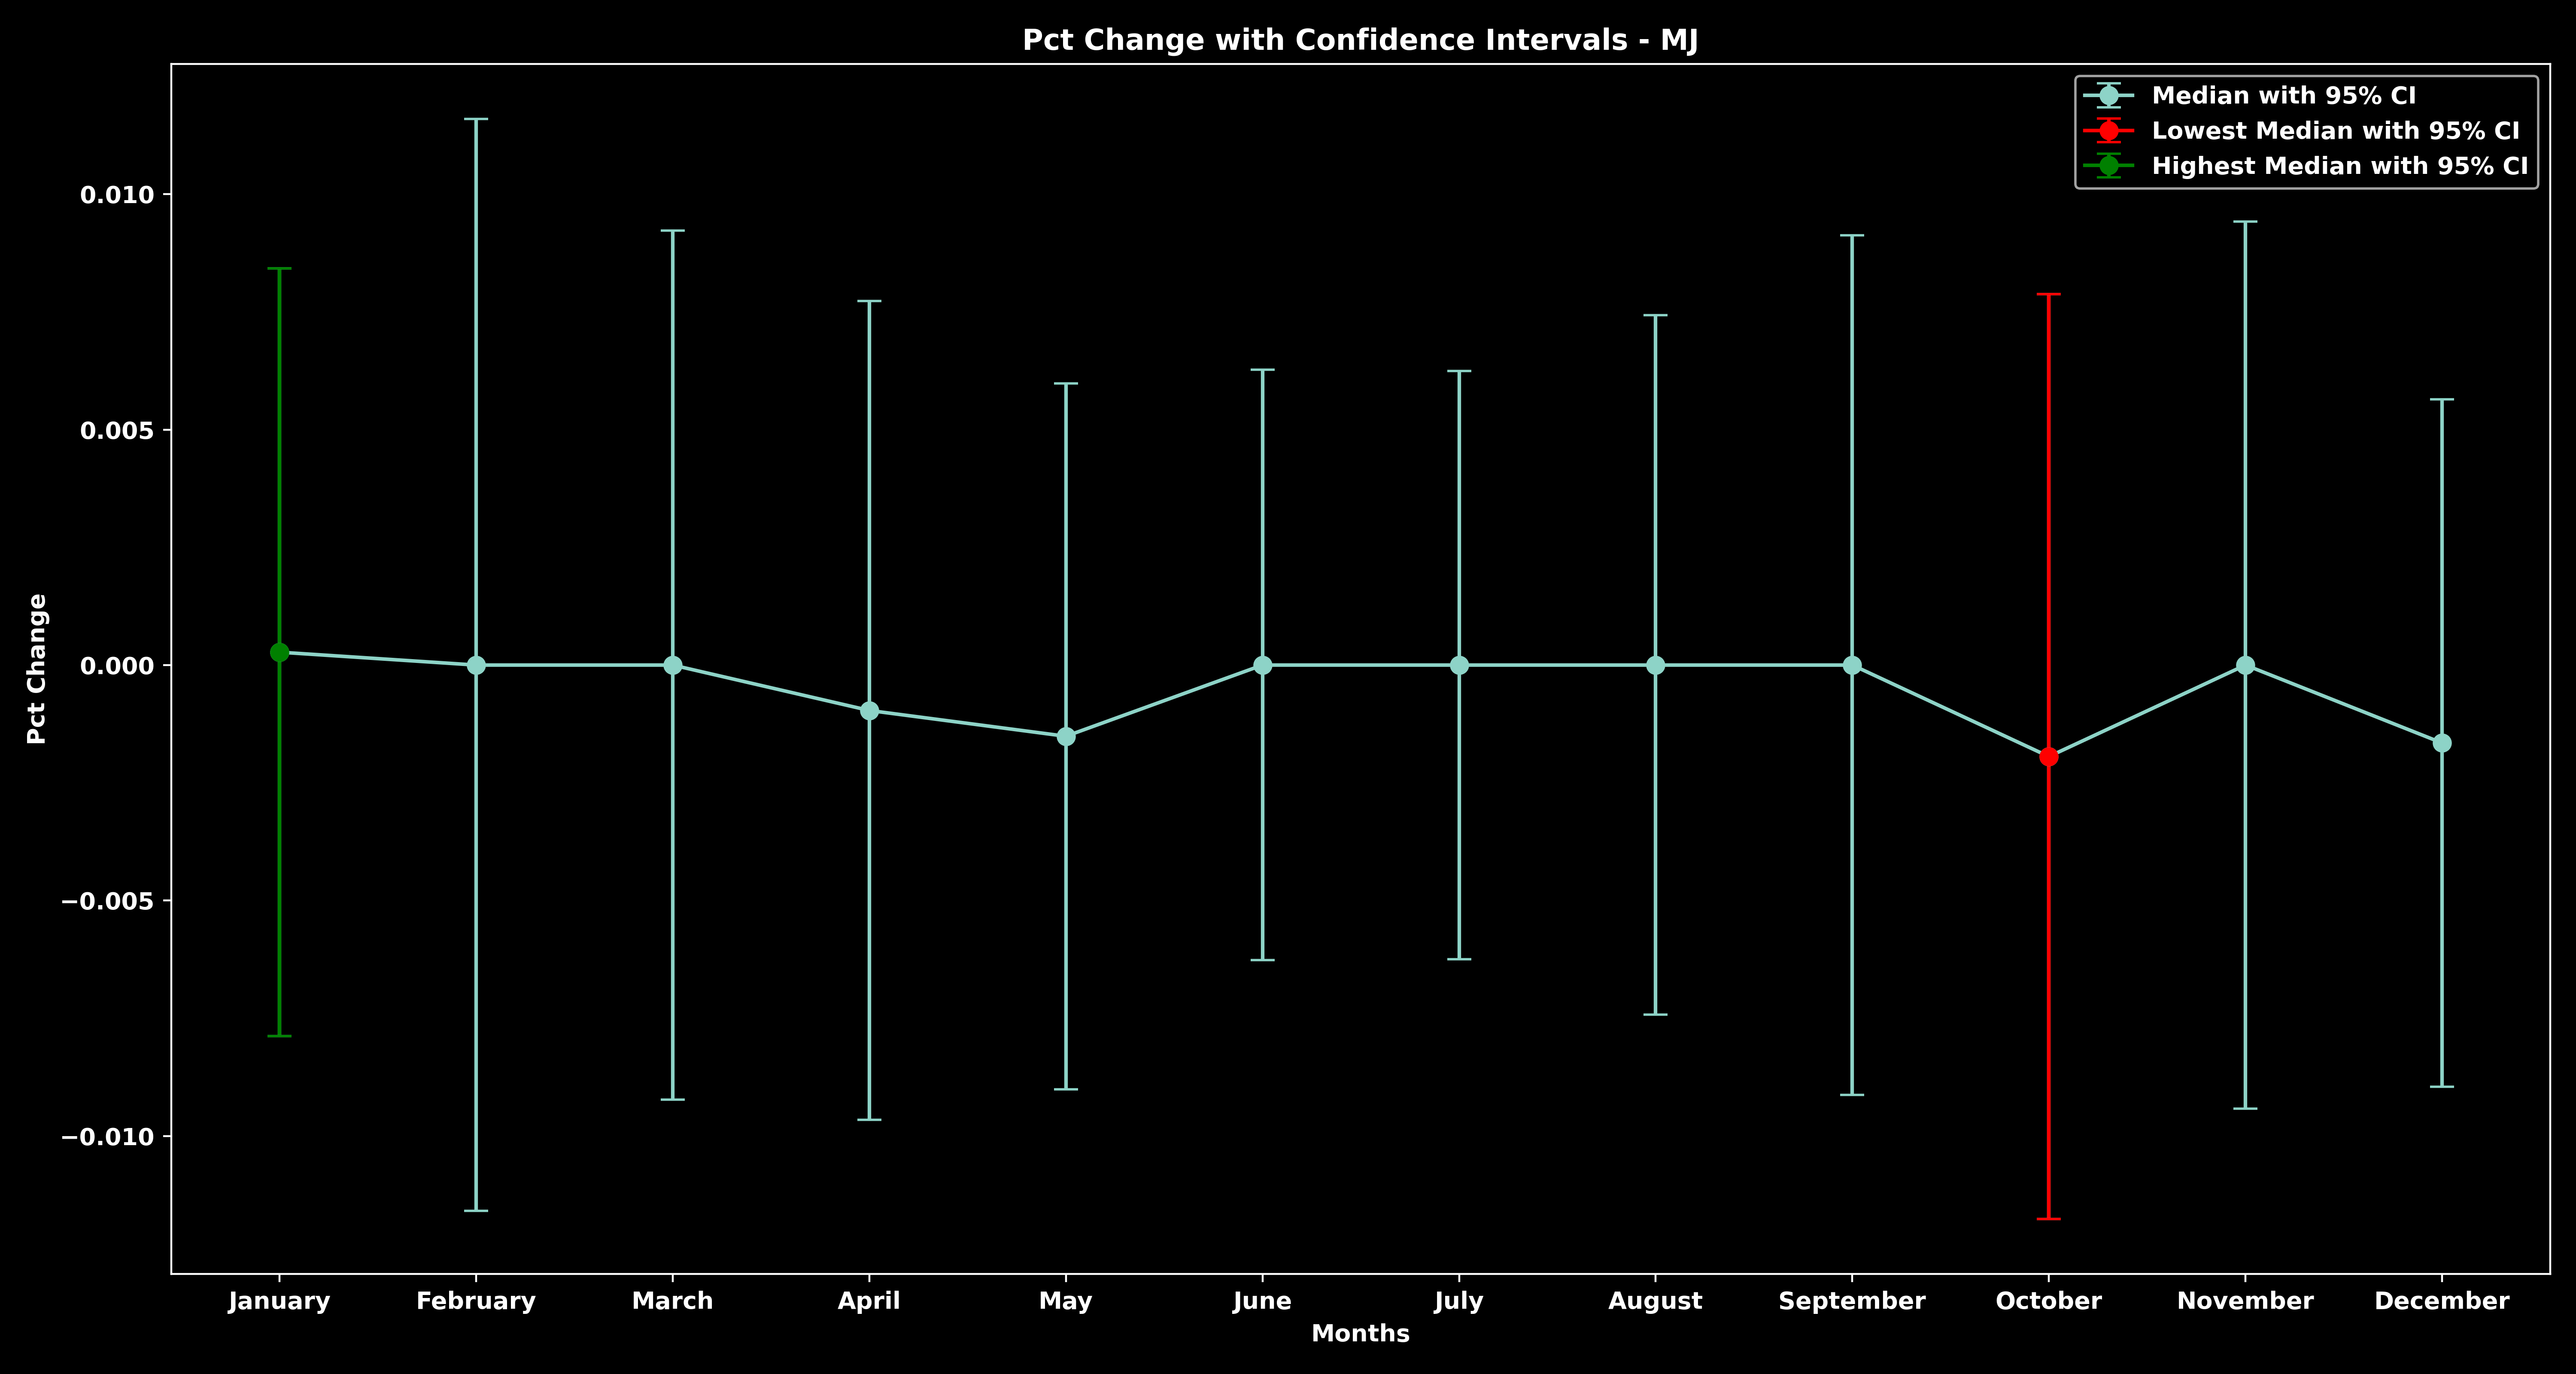 Pct Change with Confidence Intervals - MJ
Median with 95% CI
Lowest Median with 95% CI
Highest Median with 95% CI
0.010
0.005
0.000
−0.005
−0.010
Pct Change
January February March April May June July August September October November December
Months